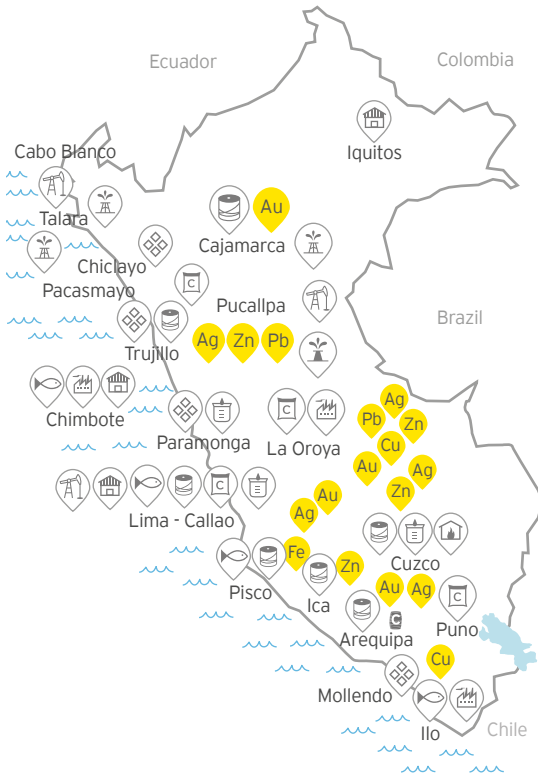 Ecuador
Colombia
Cabo Blanco
Iquitos
Talara
Au
Cajamarca
Chiclayo
Pacasmayo
C
Pucallpa
Brazil
Trujillo
Ag Zn Pb
Chimbote
Paramonga
C
La Oroya
Ag
Pb
Zn
Cu
Au
Ag
Zn
C
Lima - Callao
Au
Ag
Cuzco
Pisco
Fe
Ica
Zn
Au
Ag
C
Arequipa
C
Puno
Cu
Mollendo
Ilo
Chile